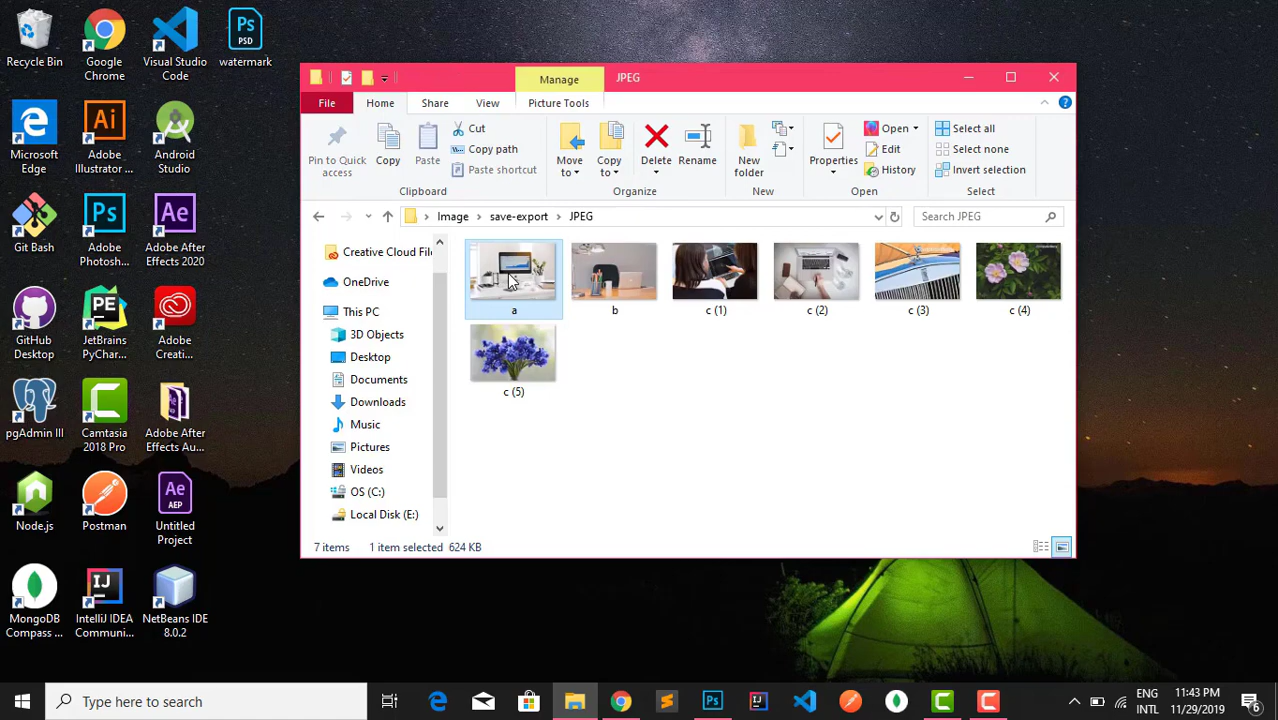 Recycle Bin
Google Chrome
Visual Studio Code
Ps
PSD
watermark
Microsoft Edge
Ai
Adobe Illustrator ...
Android Studio
Git Bash
Ps
Adobe Photosh...
Ae
Adobe After Effects 2020
GitHub Desktop
PE
JetBrains PyChar...
Adobe Creati...
pgAdmin III
Camtasia 2018 Pro
Adobe After Effects Au...
Node.js
Postman
Ae
AEP
Untitled Project
MongoDB Compass ...
IJ
IntelliJ IDEA Communi...
NetBeans IDE 8.0.2
Manage
JPEG
File
Home
Share
View
Picture Tools
Pin to Quick access
Copy
Paste
Cut
Copy path
Paste shortcut
Clipboard
Move to
Copy to
Delete
Rename
Organize
New folder
New
Properties
Open
Edit
History
Open
Select all
Select none
Invert selection
Select
Image
save-export
JPEG
Search JPEG
Creative Cloud File
OneDrive
This PC
3D Objects
Desktop
Documents
Downloads
Music
Pictures
Videos
OS (C:)
Local Disk (E:)
a
b
c (1)
c (2)
c (3)
c (4)
c (5)
7 items
1 item selected 624 KB
Type here to search
Ps
ENG
INTL
11:43 PM
11/29/2019
6